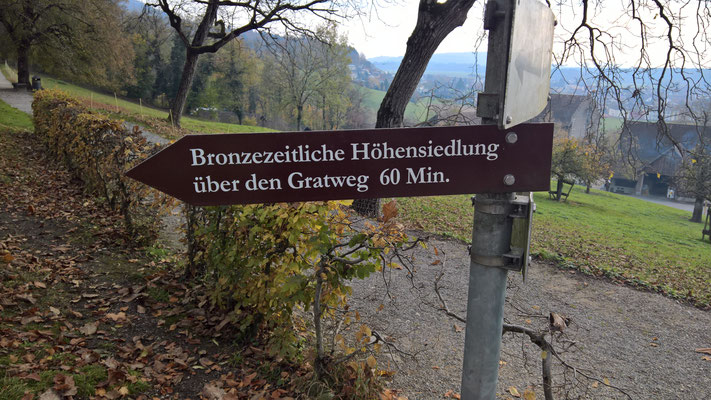 Bronzezeitliche Höhensiedlung
über den Gratweg 60 Min.